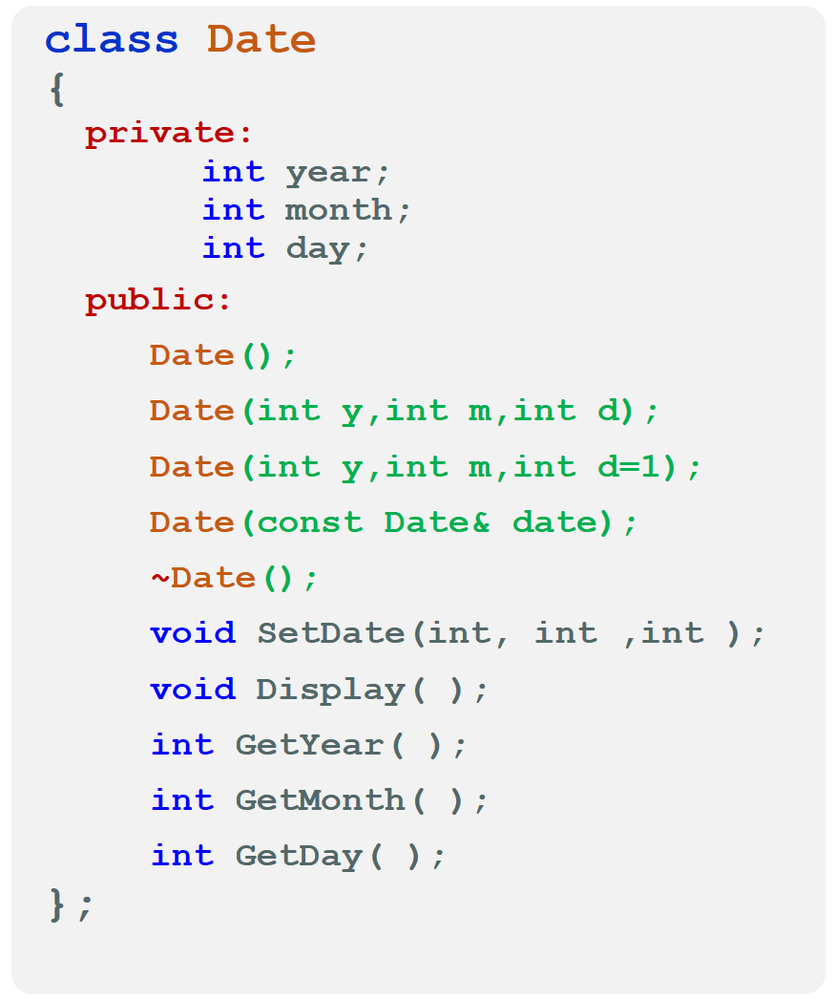 class Date
{
private:
int year;
int month;
int day;
public:
Date();
Date(int y,int m,int d);
Date(int y,int m,int d=1);
Date(const Date& date);
~Date();
void SetDate(int, int ,int );
void Display( );
int GetYear( );
int GetMonth( );
int GetDay( );
};